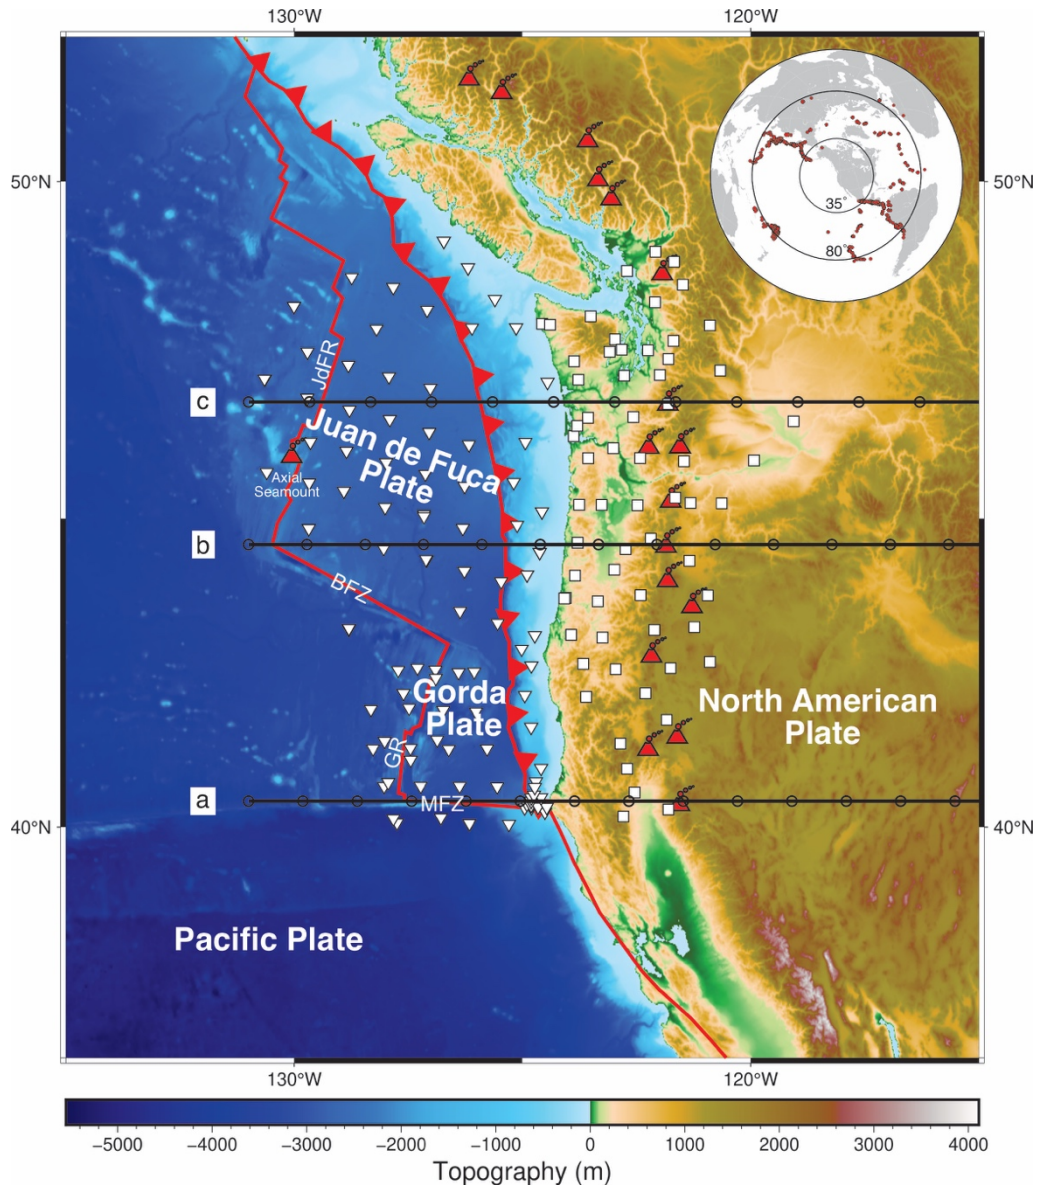 130°W
120°W
50°N
50°N
35°
80°
JdFR
c
Juan de Fuca
Plate
Axial
Seamount
b
BFZ
Gorda
Plate
North American
Plate
GR
a
MFZ
40°N
40°N
Pacific Plate
130°W
120°W
−5000
−4000
−3000
−2000
−1000
0
1000
2000
3000
4000
Topography (m)